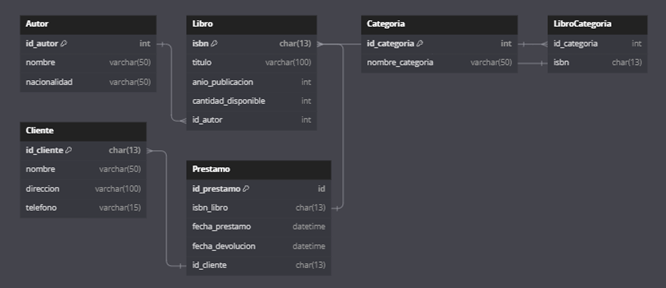 Autor
id_autor int
nombre varchar(50)
nacionalidad varchar(50)
Libro
isbn char(13)
titulo varchar(100)
anio_publicacion int
cantidad_disponible int
id_autor int
Categoria
id_categoria int
nombre_categoria varchar(50)
LibroCategoria
id_categoria int
isbn char(13)
Cliente
id_cliente char(13)
nombre varchar(50)
direccion varchar(100)
telefono varchar(15)
Prestamo
id_prestamo id
isbn_libro char(13)
fecha_prestamo datetime
fecha_devolucion datetime
id_cliente char(13)